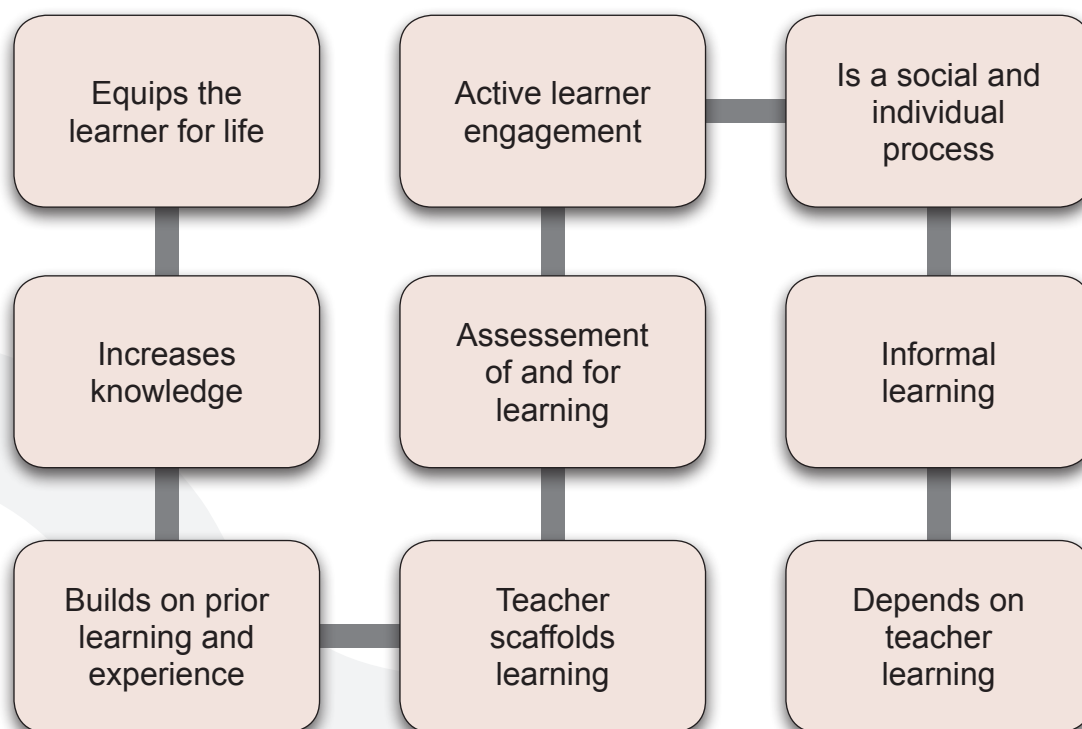 Equips the
learner for life
Increases
knowledge
Builds on prior
learning and
experience
Teacher
scaffolds
learning
Assessement
of and for
learning
Active learner
engagement
Is a social and
individual
process
Informal
learning
Depends on
teacher
learning